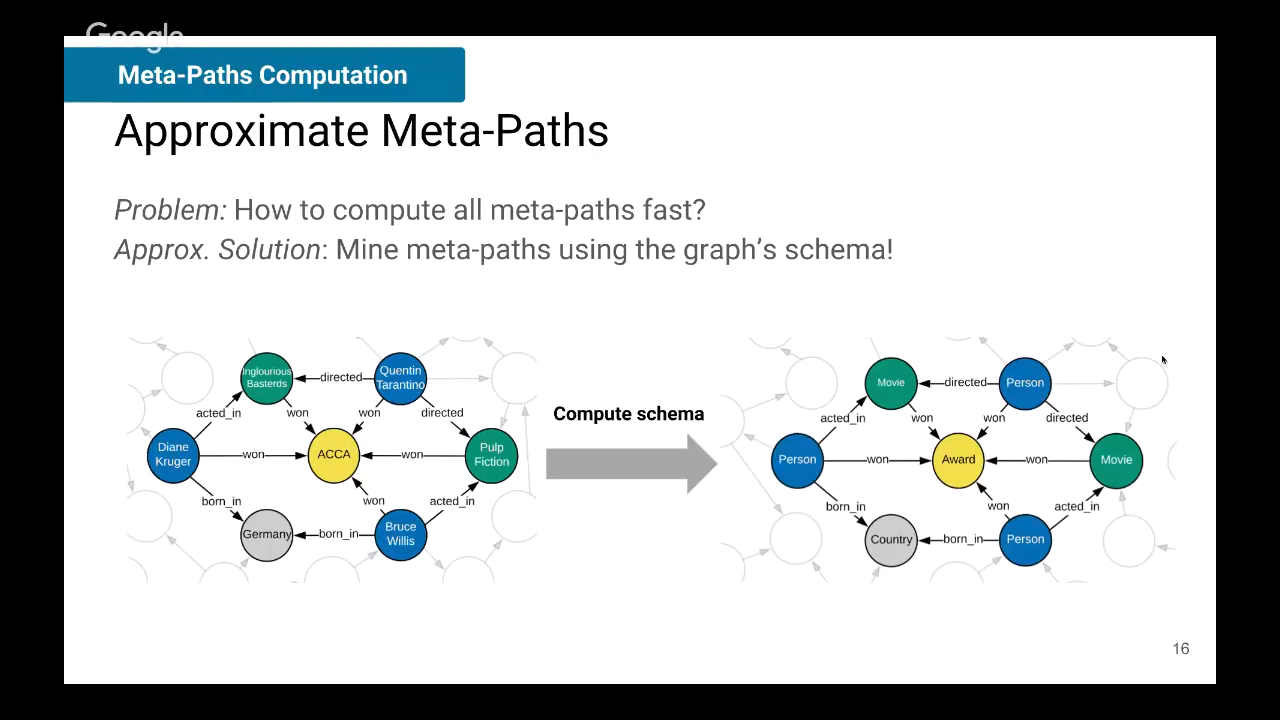 Google
Meta-Paths Computation
Approximate Meta-Paths
Problem: How to compute all meta-paths fast?
Approx. Solution: Mine meta-paths using the graph's schema!
Inglourious
Basterds
directed
Quentin
Tarantino
acted_in
won
won
directed
Diane
Kruger
won
ACCA
won
Pulp
Fiction
born_in
won
acted_in
Germany
born_in
Bruce
Willis
Compute schema
Movie
directed
Person
acted_in
won
won
directed
Person
won
Award
won
Movie
born_in
won
acted_in
Country
born_in
Person
16